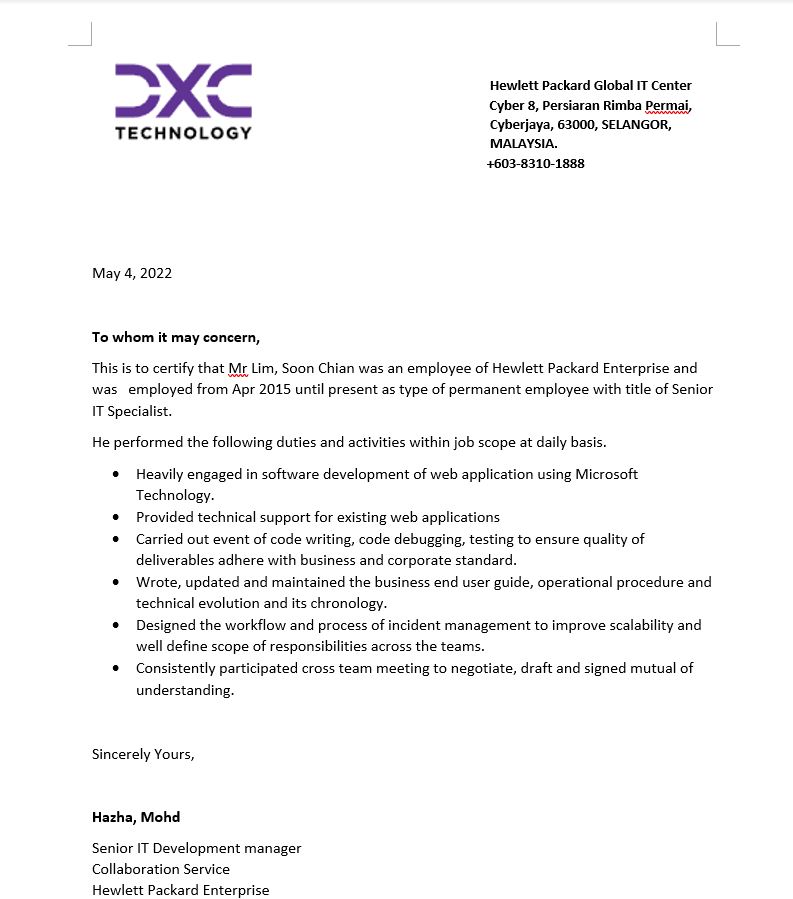 DXC
TECHNOLOGY
Hewlett Packard Global IT Center
Cyber 8, Persiaran Rimba Permai,
Cyberjaya, 63000, SELANGOR,
MALAYSIA.
+603-8310-1888
May 4, 2022
To whom it may concern,
This is to certify that Mr Lim, Soon Chian was an employee of Hewlett Packard Enterprise and
was   employed from Apr 2015 until present as type of permanent employee with title of Senior
IT Specialist.
He performed the following duties and activities within job scope at daily basis.
• Heavily engaged in software development of web application using Microsoft
Technology.
• Provided technical support for existing web applications
• Carried out event of code writing, code debugging, testing to ensure quality of
deliverables adhere with business and corporate standard.
• Wrote, updated and maintained the business end user guide, operational procedure and
technical evolution and its chronology.
• Designed the workflow and process of incident management to improve scalability and
well define scope of responsibilities across the teams.
• Consistently participated cross team meeting to negotiate, draft and signed mutual of
understanding.
Sincerely Yours,
Hazha, Mohd
Senior IT Development manager
Collaboration Service
Hewlett Packard Enterprise